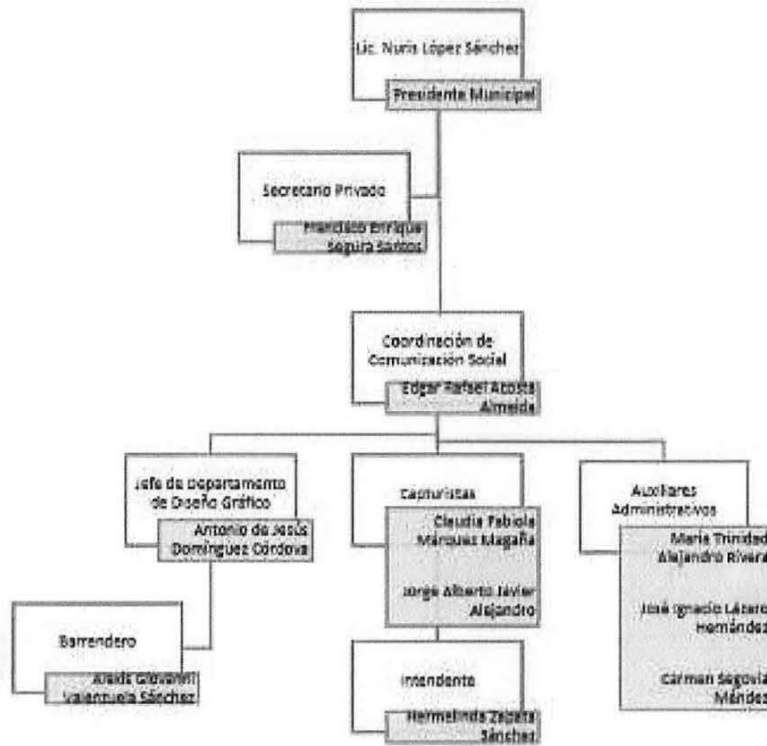 Lic. Nuris López Sánchez
Presidente Municipal
Secretario Privado
Francisco Enrique
Segura Santos
Coordinación de
Comunicación Social
Edgar Rafael Acosta
Almeida
Jefe de Departamento
de Diseño Gráfico
Antonio de Jesús
Domínguez Córdova
Capturistas
Claudia Fabiola
Márquez Magaña
Jorge Alberto Javier
Alejandro
Auxiliares
Administrativos
María Trinidad
Alejandro Rivera
José Ignacio Lázaro
Hernández
Carmen Segovia
Méndez
Barrendero
Alexis Giovanni
Valenzuela Sánchez
Intendente
Hermelinda Zapata
Sánchez